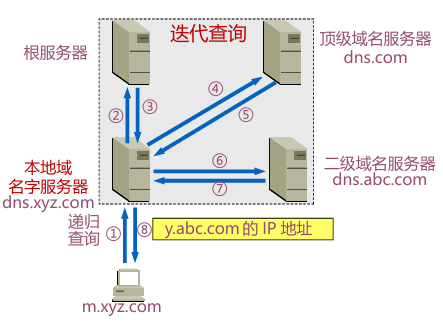 迭代查询
根服务器
顶级域名服务器
dns.com
②
③
④
⑤
本地域
名字服务器
dns.xyz.com
⑥
⑦
二级域名服务器
dns.abc.com
递归
查询
①
⑧
y.abc.com 的 IP 地址
m.xyz.com